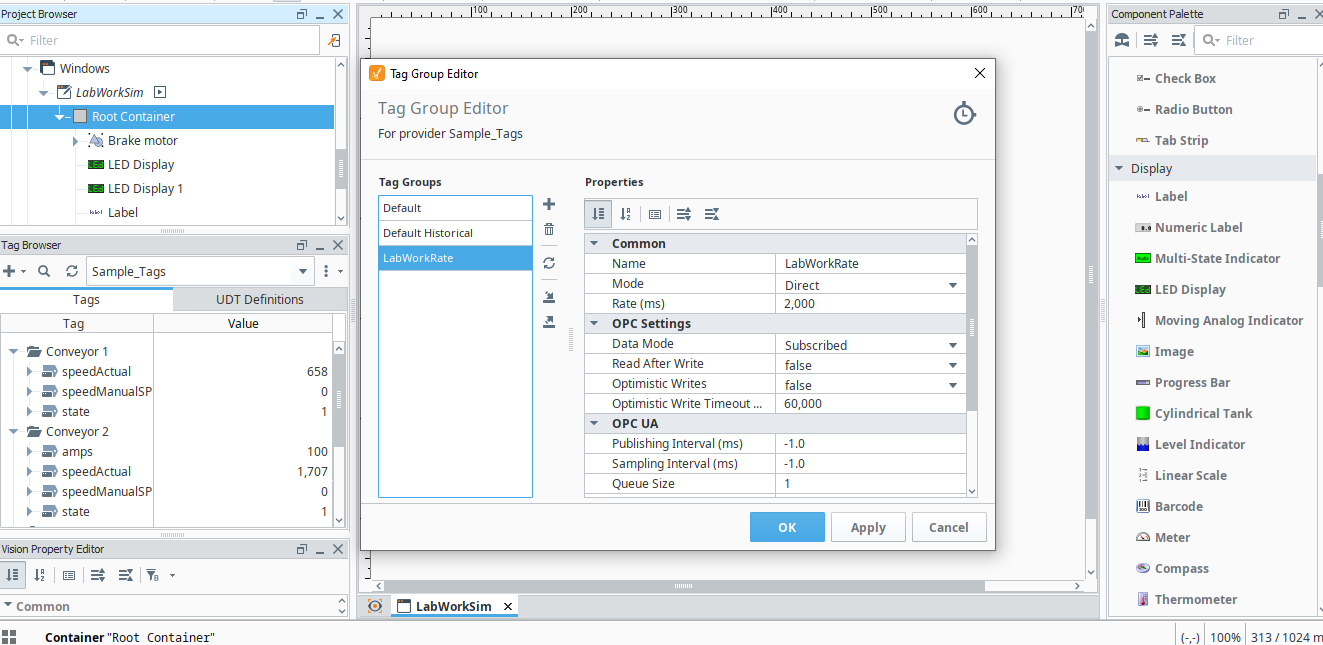 Project Browser
Filter
Windows
LabWorkSim
Root Container
Brake motor
LED Display
LED Display 1
Label
Tag Browser
Sample_Tags
Tags UDT Definitions
Tag Value
Conveyor 1
speedActual 658
speedManualSP 0
state 1
Conveyor 2
amps 100
speedActual 1,707
speedManualSP 0
state 1
Vision Property Editor
Common
Container "Root Container"
100 200 300 400 500 600 700
Tag Group Editor
Tag Group Editor
For provider Sample_Tags
Tag Groups
Default
Default Historical
LabWorkRate
Properties
Common
Name LabWorkRate
Mode Direct
Rate (ms) 2,000
OPC Settings
Data Mode Subscribed
Read After Write false
Optimistic Writes false
Optimistic Write Timeout ... 60,000
OPC UA
Publishing Interval (ms) -1.0
Sampling Interval (ms) -1.0
Queue Size 1
OK Apply Cancel
LabWorkSim
Component Palette
Filter
Check Box
Radio Button
Tab Strip
Display
Label
Numeric Label
Multi-State Indicator
LED Display
Moving Analog Indicator
Image
Progress Bar
Cylindrical Tank
Level Indicator
Linear Scale
Barcode
Meter
Compass
Thermometer
(-,-) 100% 313 / 1024 m